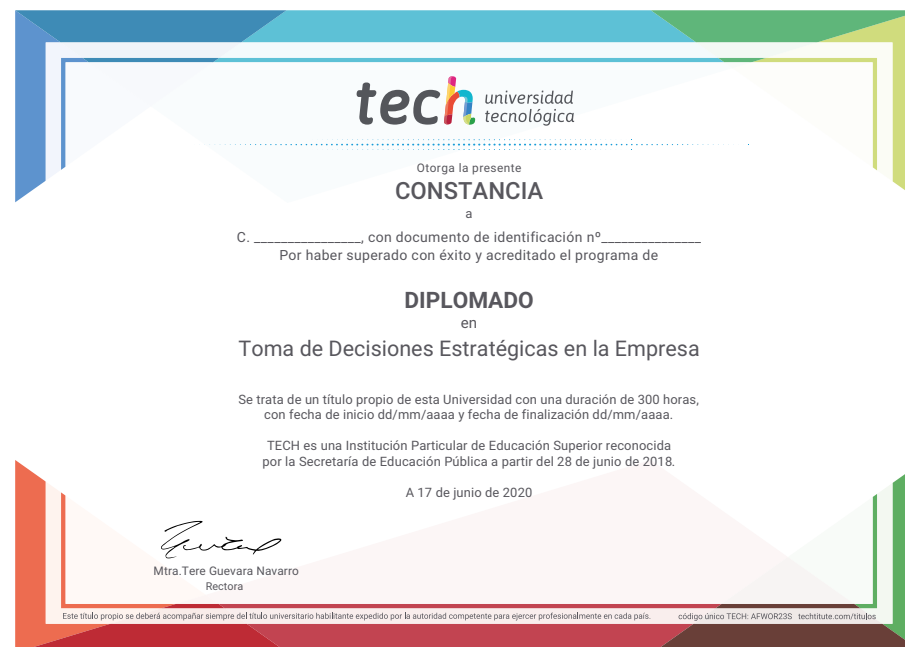 tech universidad
tecnológica
Otorga la presente
CONSTANCIA
a
C. ________________, con documento de identificación nº_______________
Por haber superado con éxito y acreditado el programa de
DIPLOMADO
en
Toma de Decisiones Estratégicas en la Empresa
Se trata de un título propio de esta Universidad con una duración de 300 horas,
con fecha de inicio dd/mm/aaaa y fecha de finalización dd/mm/aaaa.
TECH es una Institución Particular de Educación Superior reconocida
por la Secretaría de Educación Pública a partir del 28 de junio de 2018.
A 17 de junio de 2020
Mtra.Tere Guevara Navarro
Rectora
Este título propio se deberá acompañar siempre del título universitario habilitante expedido por la autoridad competente para ejercer profesionalmente en cada país. código único TECH: AFWOR23S techtitute.com/titulos